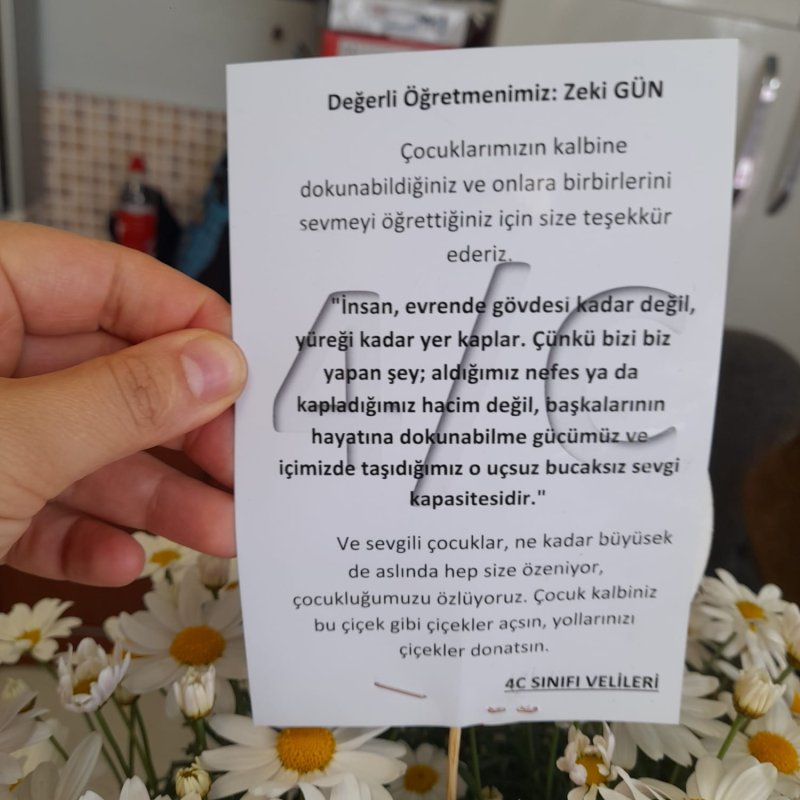 Değerli Öğretmenimiz: Zeki GÜN
Çocuklarımızın kalbine
dokunabildiğiniz ve onlara birbirlerini
sevmeyi öğrettiğiniz için size teşekkür
ederiz.
4/C
"İnsan, evrende gövdesi kadar değil,
yüreği kadar yer kaplar. Çünkü bizi biz
yapan şey; aldığımız nefes ya da
kapladığımız hacim değil, başkalarının
hayatına dokunabilme gücümüz ve
içimizde taşıdığımız o uçsuz bucaksız sevgi
kapasitesidir."
Ve sevgili çocuklar, ne kadar büyüsek
de aslında hep size özeniyor,
çocukluğumuzu özlüyoruz. Çocuk kalbiniz
bu çiçek gibi çiçekler açsın, yollarınızı
çiçekler donatsın.
4C SINIFI VELİLERİ